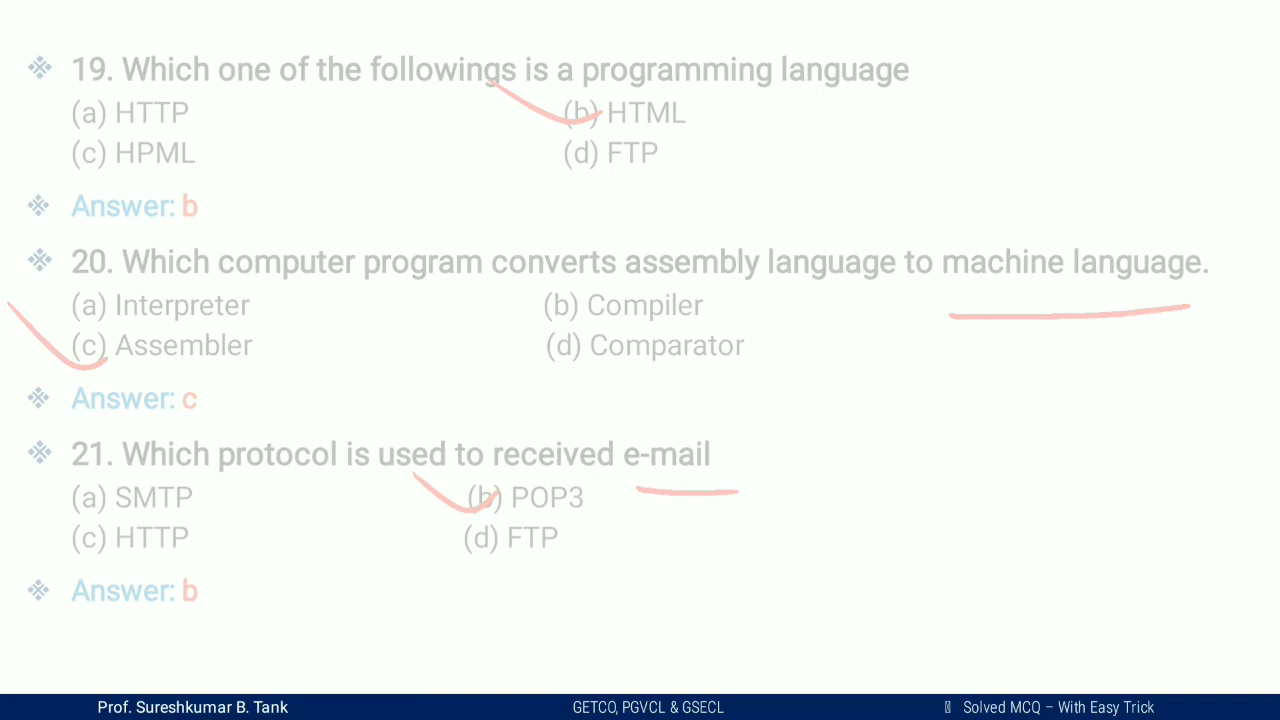 ❖ 19. Which one of the followings is a programming language
(a) HTTP (b) HTML
(c) HPML (d) FTP
❖ Answer: b
❖ 20. Which computer program converts assembly language to machine language.
(a) Interpreter (b) Compiler
(c) Assembler (d) Comparator
❖ Answer: c
❖ 21. Which protocol is used to received e-mail
(a) SMTP (b) POP3
(c) HTTP (d) FTP
❖ Answer: b
Prof. Sureshkumar B. Tank GETCO, PGVCL & GSECL Solved MCQ – With Easy Trick